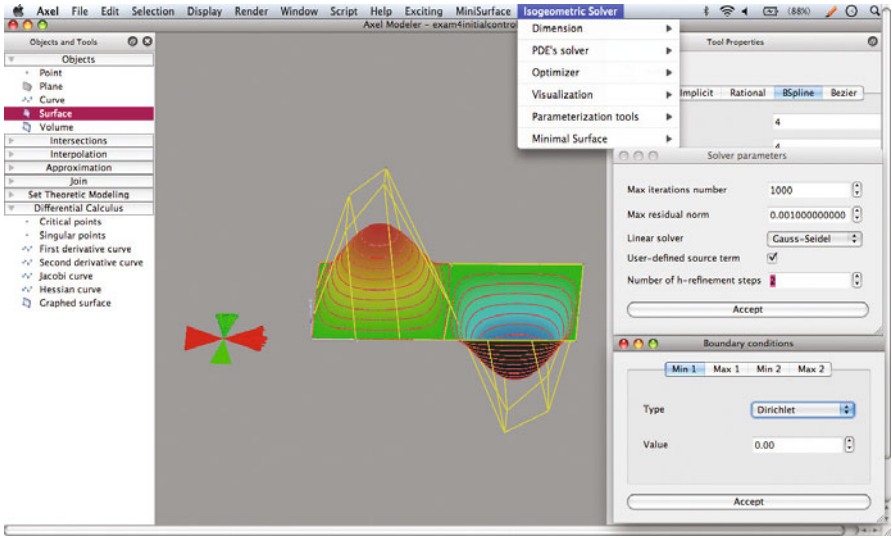 Axel File Edit Selection Display Render Window Script Help Exciting MiniSurface Isogeometric Solver (88%)
Axel Modeler - exam4initialcontrol
Objects and Tools
Objects
Point
Plane
Curve
Surface
Volume
Intersections
Interpolation
Approximation
Join
Set Theoretic Modeling
Differential Calculus
Critical points
Singular points
First derivative curve
Second derivative curve
Jacobi curve
Hessian curve
Graphed surface
Dimension
PDE's solver
Optimizer
Visualization
Parameterization tools
Minimal Surface
Tool Properties
Implicit Rational BSpline Bezier
4
4
Solver parameters
Max iterations number 1000
Max residual norm 0.001000000000
Linear solver Gauss-Seidel
User-defined source term
Number of h-refinement steps 2
Accept
Boundary conditions
Min 1 Max 1 Min 2 Max 2
Type Dirichlet
Value 0.00
Accept